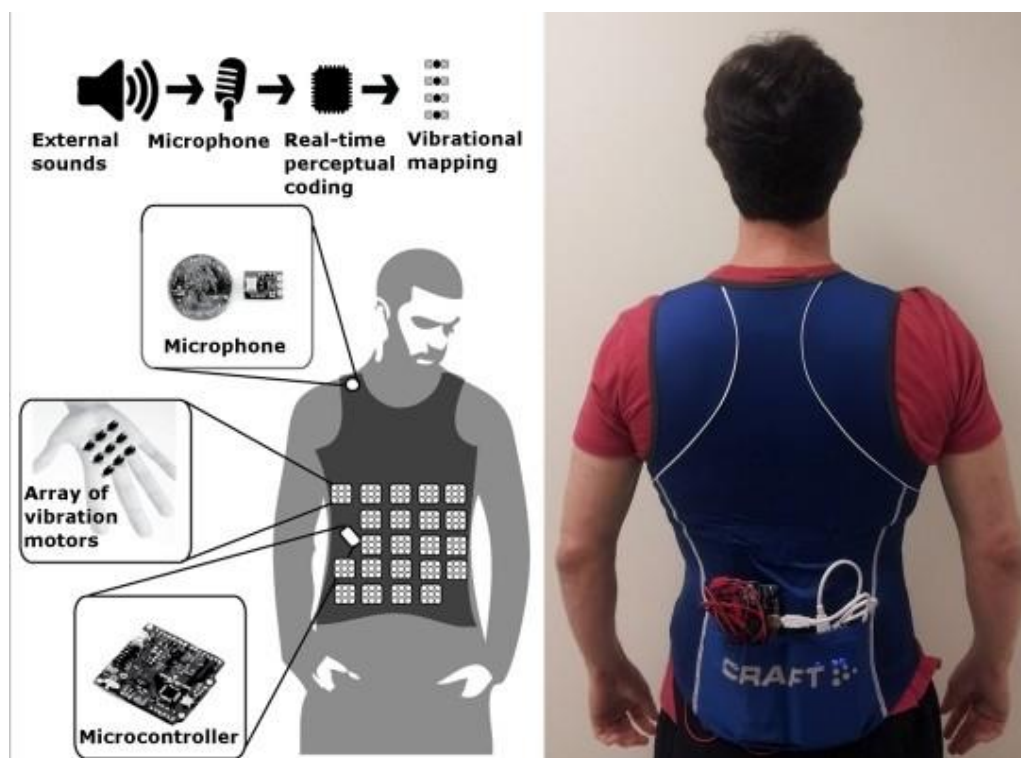 External
sounds
Microphone
Real-time
perceptual
coding
Vibrational
mapping
Microphone
Array of
vibration
motors
Microcontroller
CRAFT